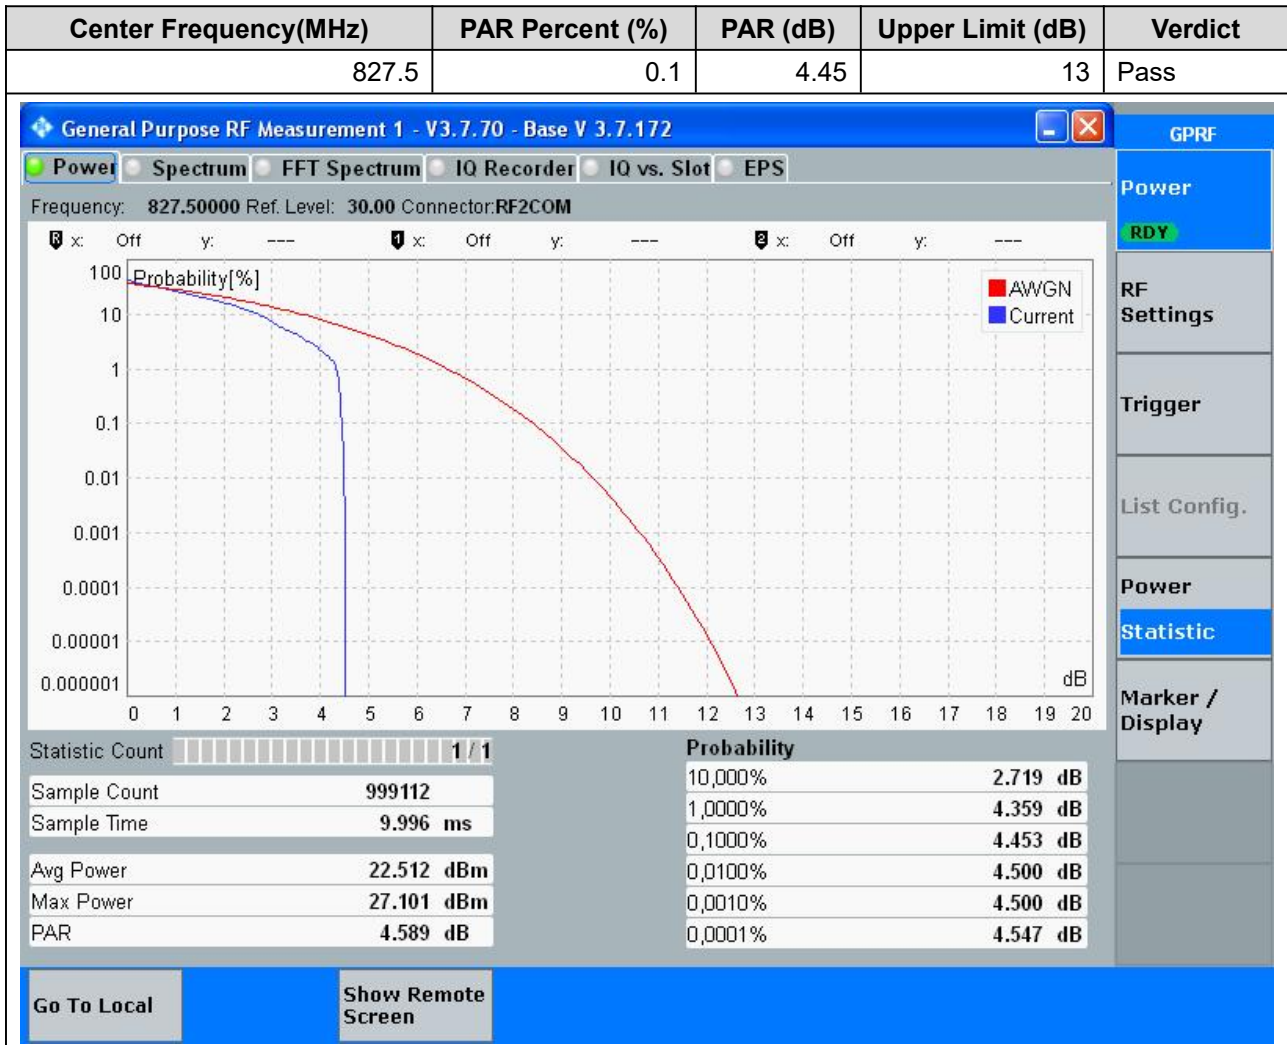 Center Frequency(MHz) PAR Percent (%) PAR (dB) Upper Limit (dB) Verdict
827.5 0.1 4.45 13 Pass
General Purpose RF Measurement 1 - V3.7.70 - Base V 3.7.172
GPRF
Power Spectrum FFT Spectrum IQ Recorder IQ vs. Slot EPS
Power
RDY
Frequency: 827.50000 Ref. Level: 30.00 Connector:RF2COM
R x: Off y: --- 1 x: Off y: --- 2 x: Off y: ---
Probability[%]
AWGN
Current
100
10
1
0.1
0.01
0.001
0.0001
0.00001
0.000001
dB
0 1 2 3 4 5 6 7 8 9 10 11 12 13 14 15 16 17 18 19 20
RF
Settings
Trigger
List Config.
Power
Statistic
Marker /
Display
Statistic Count 1 / 1
Sample Count 999112
Sample Time 9.996 ms
Avg Power 22.512 dBm
Max Power 27.101 dBm
PAR 4.589 dB
Probability
10,000% 2.719 dB
1,0000% 4.359 dB
0,1000% 4.453 dB
0,0100% 4.500 dB
0,0010% 4.500 dB
0,0001% 4.547 dB
Go To Local
Show Remote
Screen